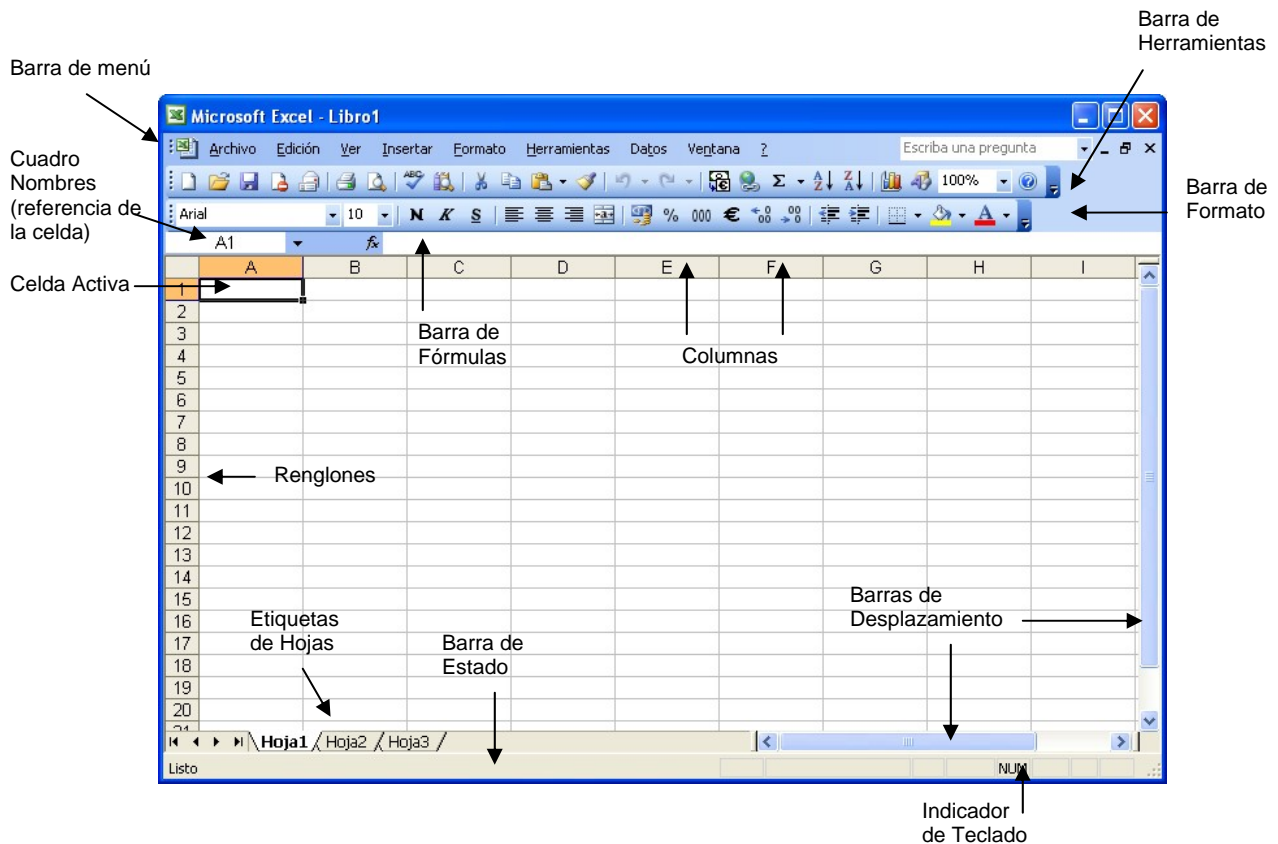 Barra de
Herramientas
Barra de menú
Microsoft Excel - Libro1
Archivo Edición Ver Insertar Formato Herramientas Datos Ventana ? Escriba una pregunta
Cuadro
Nombres
(referencia de
la celda)
100%
Barra de
Formato
Arial 10 N K S % 000 €
A1 fx
A B C D E F G H I
Celda Activa
1
2
3
4
5
6
7
8
9
10
11
12
13
14
15
16
17
18
19
20
21
Barra de
Fórmulas
Columnas
Renglones
Barras de
Desplazamiento
Etiquetas
de Hojas
Barra de
Estado
Hoja1 Hoja2 Hoja3
Listo NUM
Indicador
de Teclado